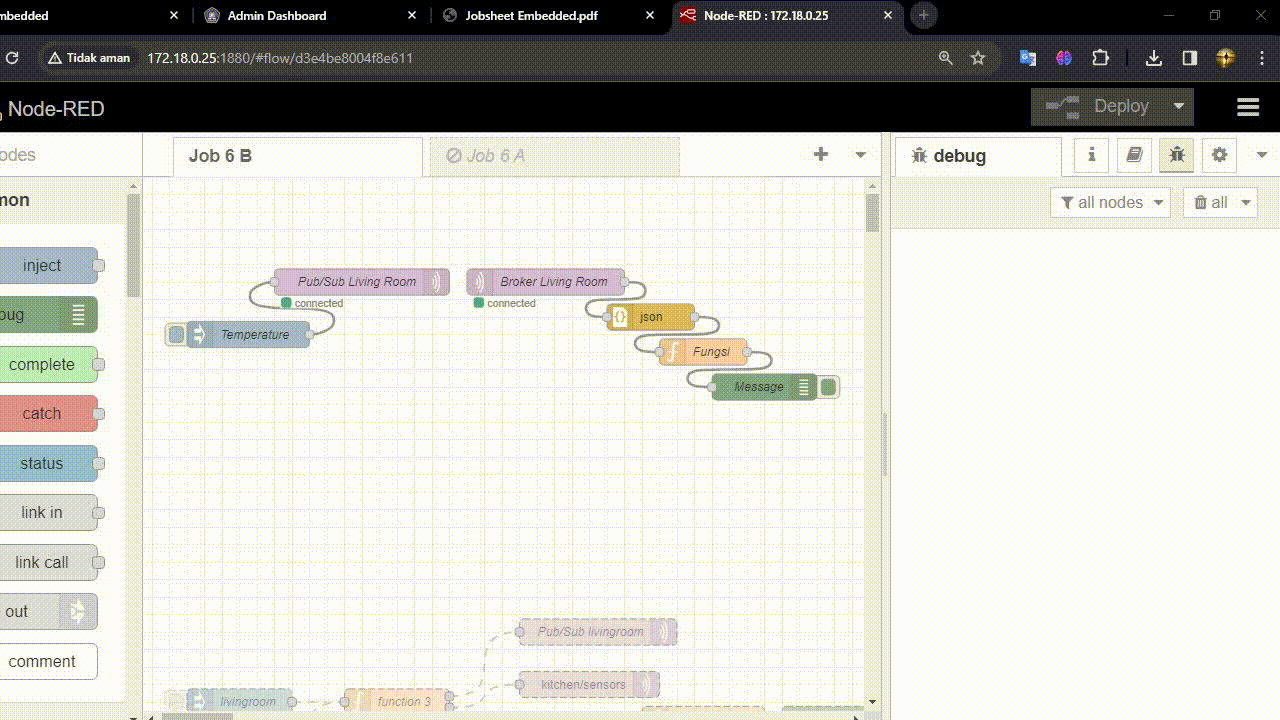 mbedded
Admin Dashboard
Jobsheet Embedded.pdf
Node-RED : 172.18.0.25
Tidak aman
172.18.0.25:1880/#flow/d3e4be8004f8e611
Node-RED
Deploy
odes
Job 6 B
Job 6 A
debug
mon
all nodes
all
inject
bug
complete
catch
status
link in
link call
out
comment
Pub/Sub Living Room
connected
Temperature
Broker Living Room
connected
json
Fungsi
Message
Pub/Sub livingroom
kitchen/sensors
livingroom
function 3